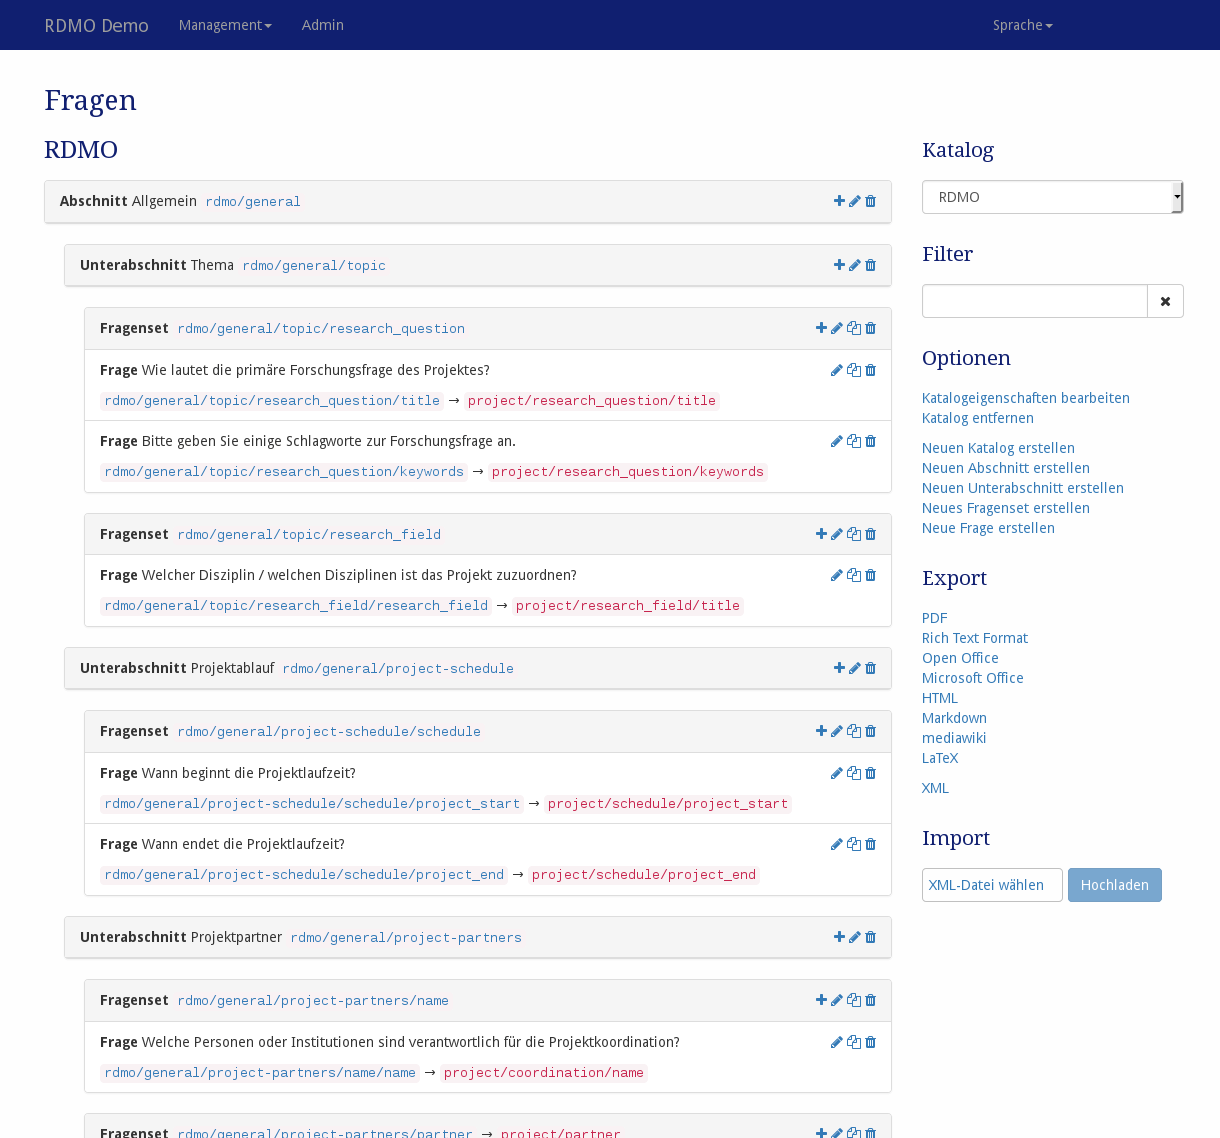 RDMO Demo Management Admin Sprache
Fragen
RDMO
Abschnitt Allgemein rdmo/general
Unterabschnitt Thema rdmo/general/topic
Fragenset rdmo/general/topic/research_question
Frage Wie lautet die primäre Forschungsfrage des Projektes?
rdmo/general/topic/research_question/title → project/research_question/title
Frage Bitte geben Sie einige Schlagworte zur Forschungsfrage an.
rdmo/general/topic/research_question/keywords → project/research_question/keywords
Fragenset rdmo/general/topic/research_field
Frage Welcher Disziplin / welchen Disziplinen ist das Projekt zuzuordnen?
rdmo/general/topic/research_field/research_field → project/research_field/title
Unterabschnitt Projektablauf rdmo/general/project-schedule
Fragenset rdmo/general/project-schedule/schedule
Frage Wann beginnt die Projektlaufzeit?
rdmo/general/project-schedule/schedule/project_start → project/schedule/project_start
Frage Wann endet die Projektlaufzeit?
rdmo/general/project-schedule/schedule/project_end → project/schedule/project_end
Unterabschnitt Projektpartner rdmo/general/project-partners
Fragenset rdmo/general/project-partners/name
Frage Welche Personen oder Institutionen sind verantwortlich für die Projektkoordination?
rdmo/general/project-partners/name/name → project/coordination/name
Fragenset rdmo/general/project-partners/partner → project/partner
Katalog
RDMO
Filter
Optionen
Katalogeigenschaften bearbeiten
Katalog entfernen
Neuen Katalog erstellen
Neuen Abschnitt erstellen
Neuen Unterabschnitt erstellen
Neues Fragenset erstellen
Neue Frage erstellen
Export
PDF
Rich Text Format
Open Office
Microsoft Office
HTML
Markdown
mediawiki
LaTeX
XML
Import
XML-Datei wählen Hochladen